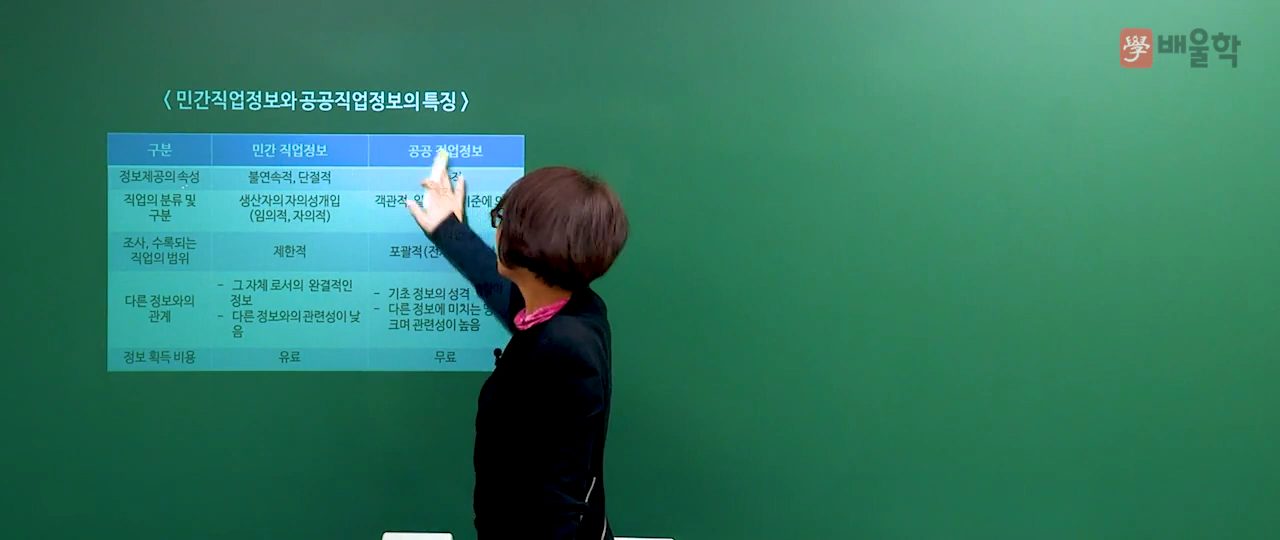 學 배울학
< 민간직업정보와 공공직업정보의 특징 >
구분 민간 직업정보 공공 직업정보
정보제공의 속성 불연속적, 단절적
직업의 분류 및 구분 생산자의 자의성개입 객관적
(임의적, 자의적)
조사, 수록되는
직업의 범위 제한적 포괄적
다른 정보와의
관계
- 그 자체 로서의 완결적인
정보
- 다른 정보와의 관련성이 낮
음
- 기초 정보의 성격
- 다른 정보에 미치는
크며 관련성이 높음
정보 획득 비용 유료 무료